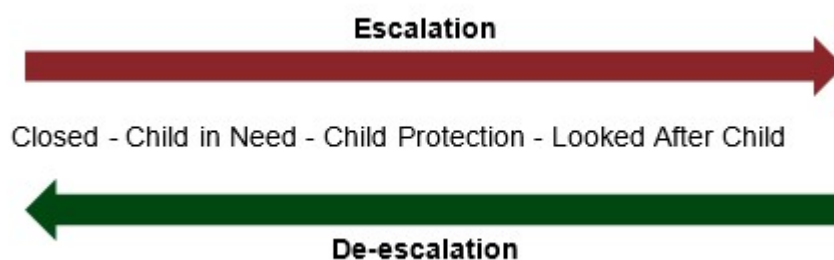 Escalation
Closed - Child in Need - Child Protection - Looked After Child
De-escalation